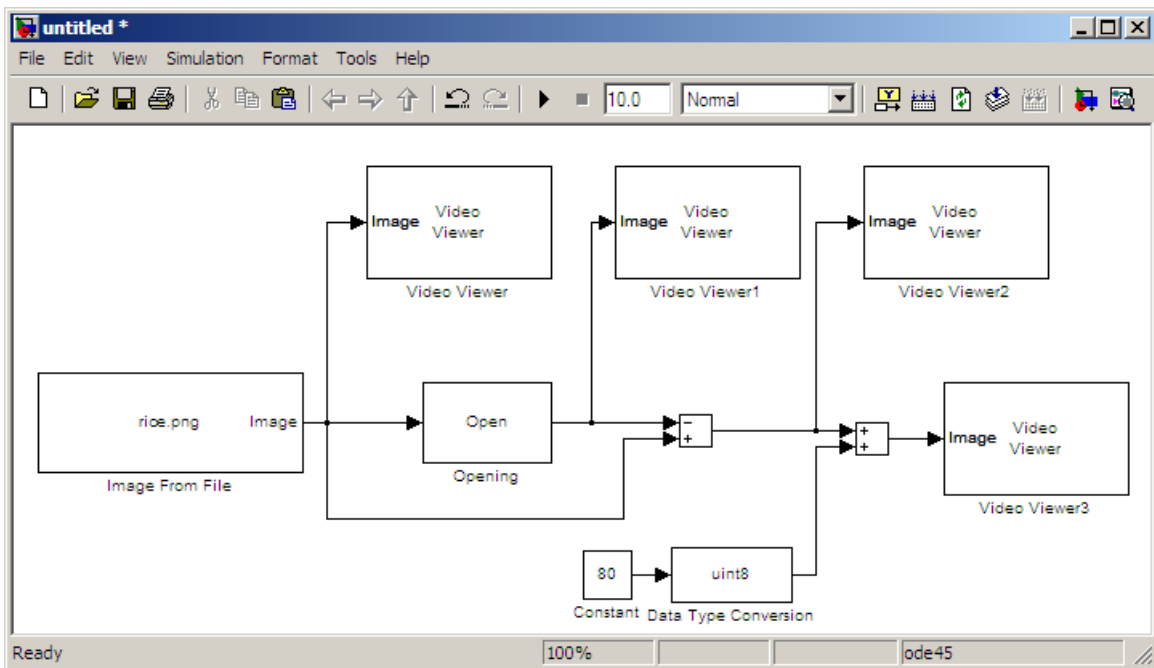 untitled *
File Edit View Simulation Format Tools Help
10.0 Normal
Image Video Viewer
Video Viewer
Image Video Viewer
Video Viewer1
Image Video Viewer
Video Viewer2
rice.png Image
Image From File
Open
Opening
−
+
+
+
Image Video Viewer
Video Viewer3
80
Constant
uint8
Data Type Conversion
Ready 100% ode45